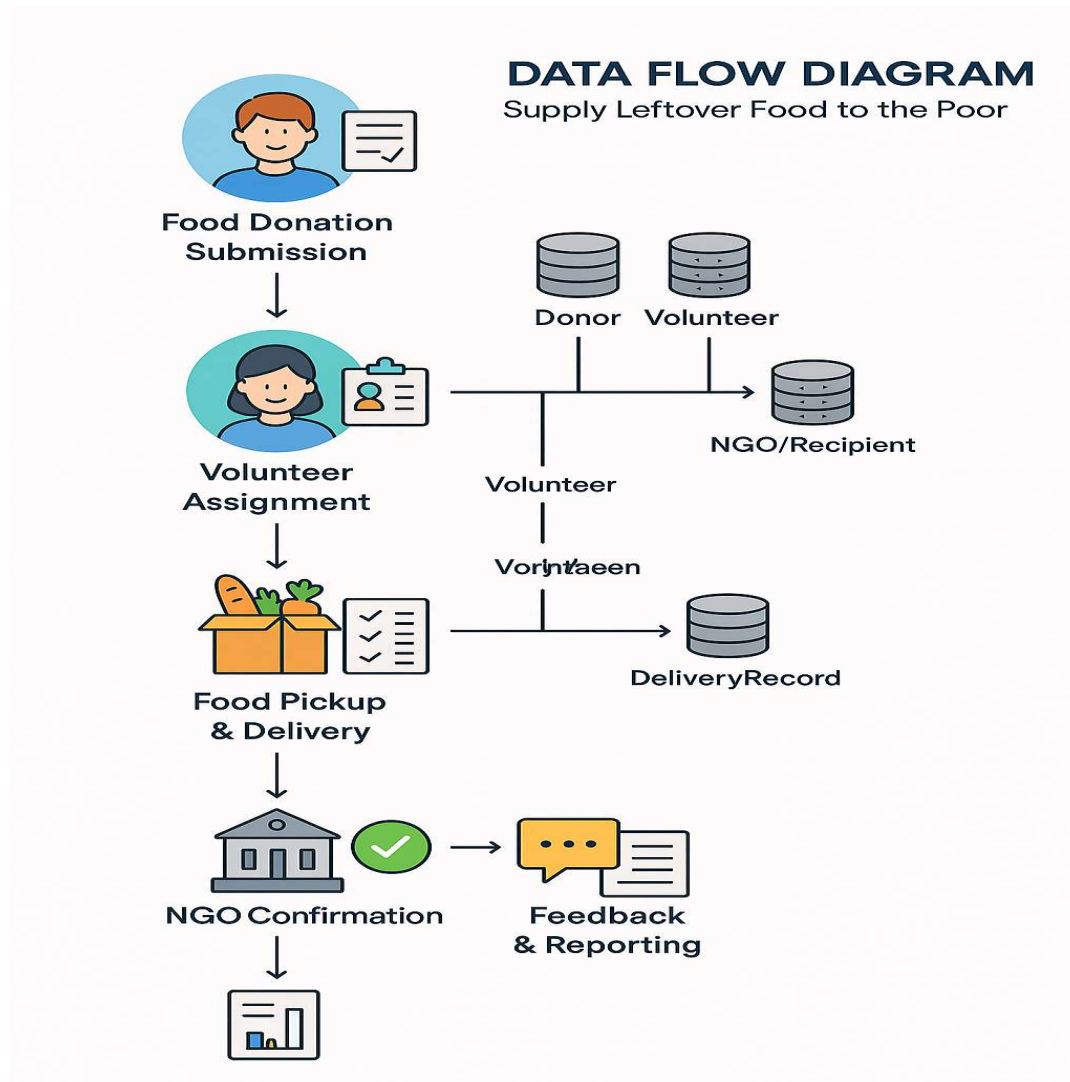 DATA FLOW DIAGRAM
Supply Leftover Food to the Poor
Food Donation
Submission
Donor
Volunteer
Volunteer
Assignment
NGO/Recipient
Volunteer
Food Pickup
& Delivery
DeliveryRecord
NGO Confirmation
Feedback
& Reporting